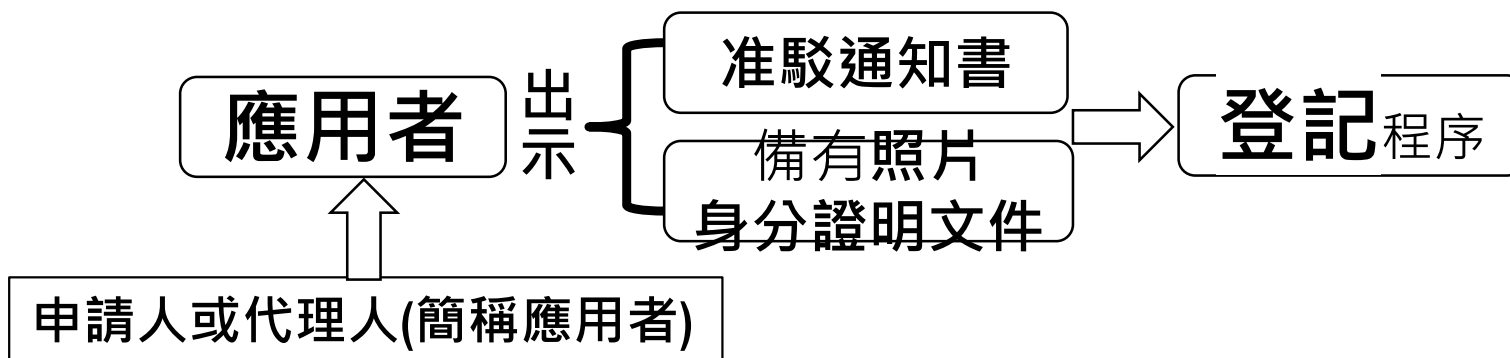 應用者
出示
准駁通知書
備有照片
身分證明文件
登記程序
申請人或代理人(簡稱應用者)